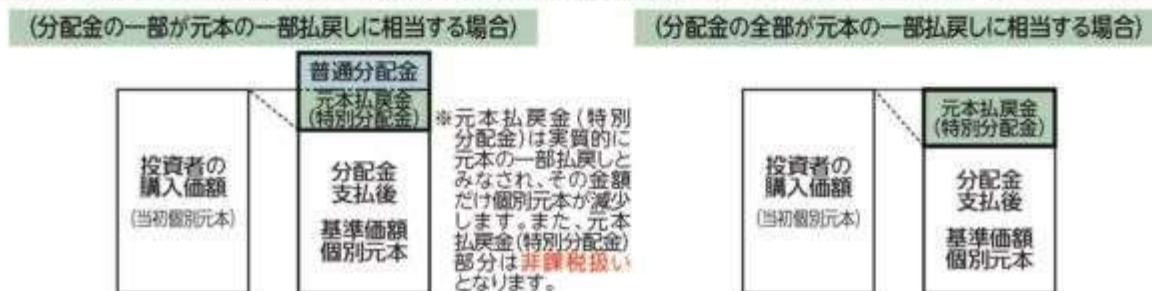 (分配金の一部が元本の一部払戻しに相当する場合)
普通分配金
元本払戻金
(特別分配金)
投資者の
購入価額
(当初個別元本)
分配金
支払後
基準価額
個別元本
※元本払戻金(特別
分配金)は実質的に
元本の一部払戻しと
みなされ、その金額
だけ個別元本が減少
します。また、元本
払戻金(特別分配金)
部分は非課税扱い
となります。
(分配金の全部が元本の一部払戻しに相当する場合)
元本払戻金
(特別分配金)
投資者の
購入価額
(当初個別元本)
分配金
支払後
基準価額
個別元本